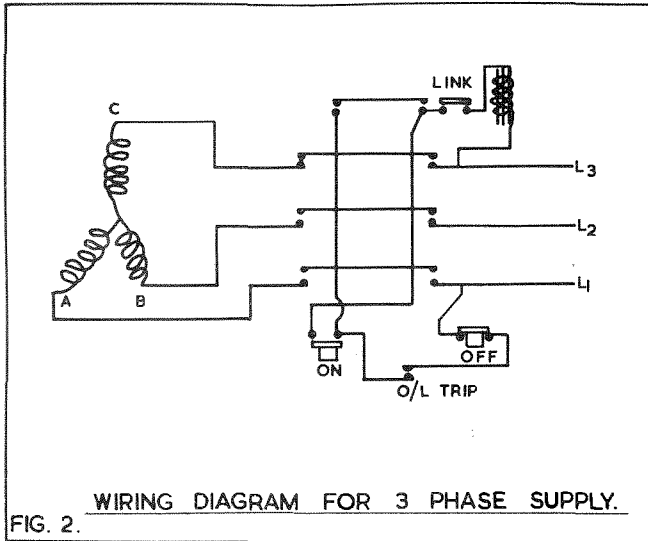 LINK
C
L3
L2
A
B
L1
ON
OFF
O/L TRIP
WIRING DIAGRAM FOR 3 PHASE SUPPLY.
FIG. 2.